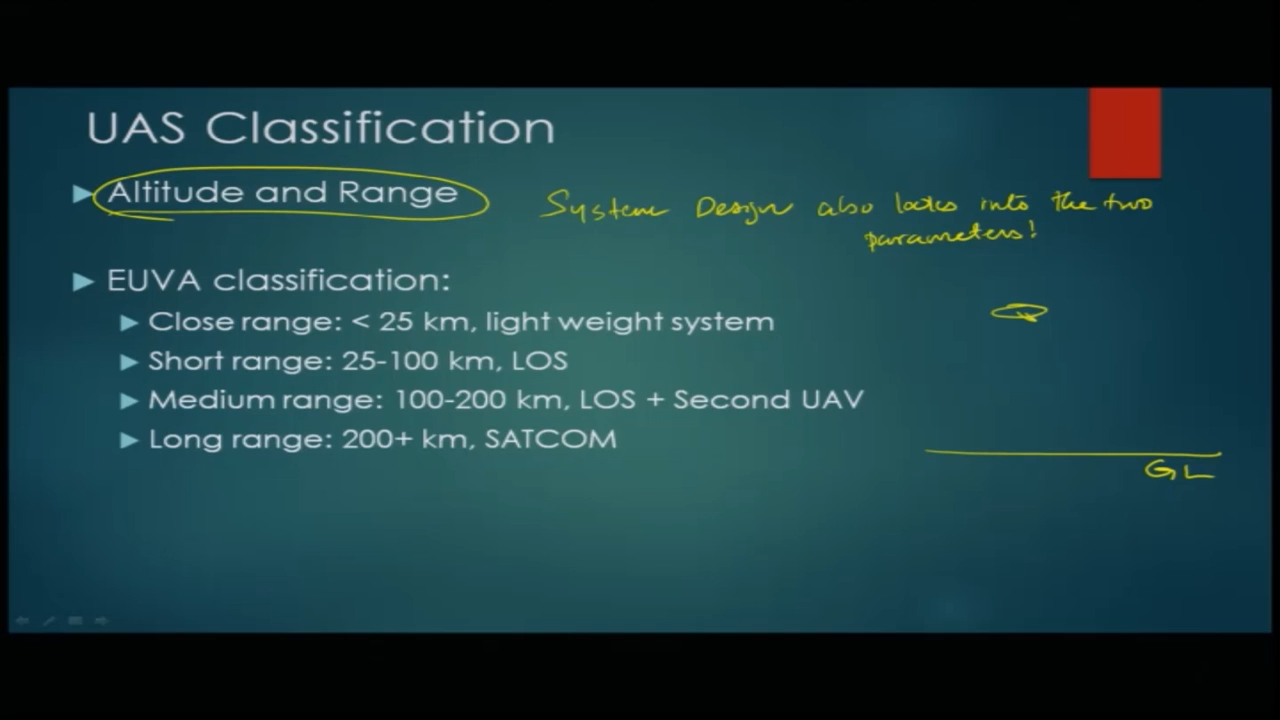 UAS Classification
Altitude and Range
System Design also looks into the two
parameters!
EUVA classification:
Close range: < 25 km, light weight system
Short range: 25-100 km, LOS
Medium range: 100-200 km, LOS + Second UAV
Long range: 200+ km, SATCOM
GL